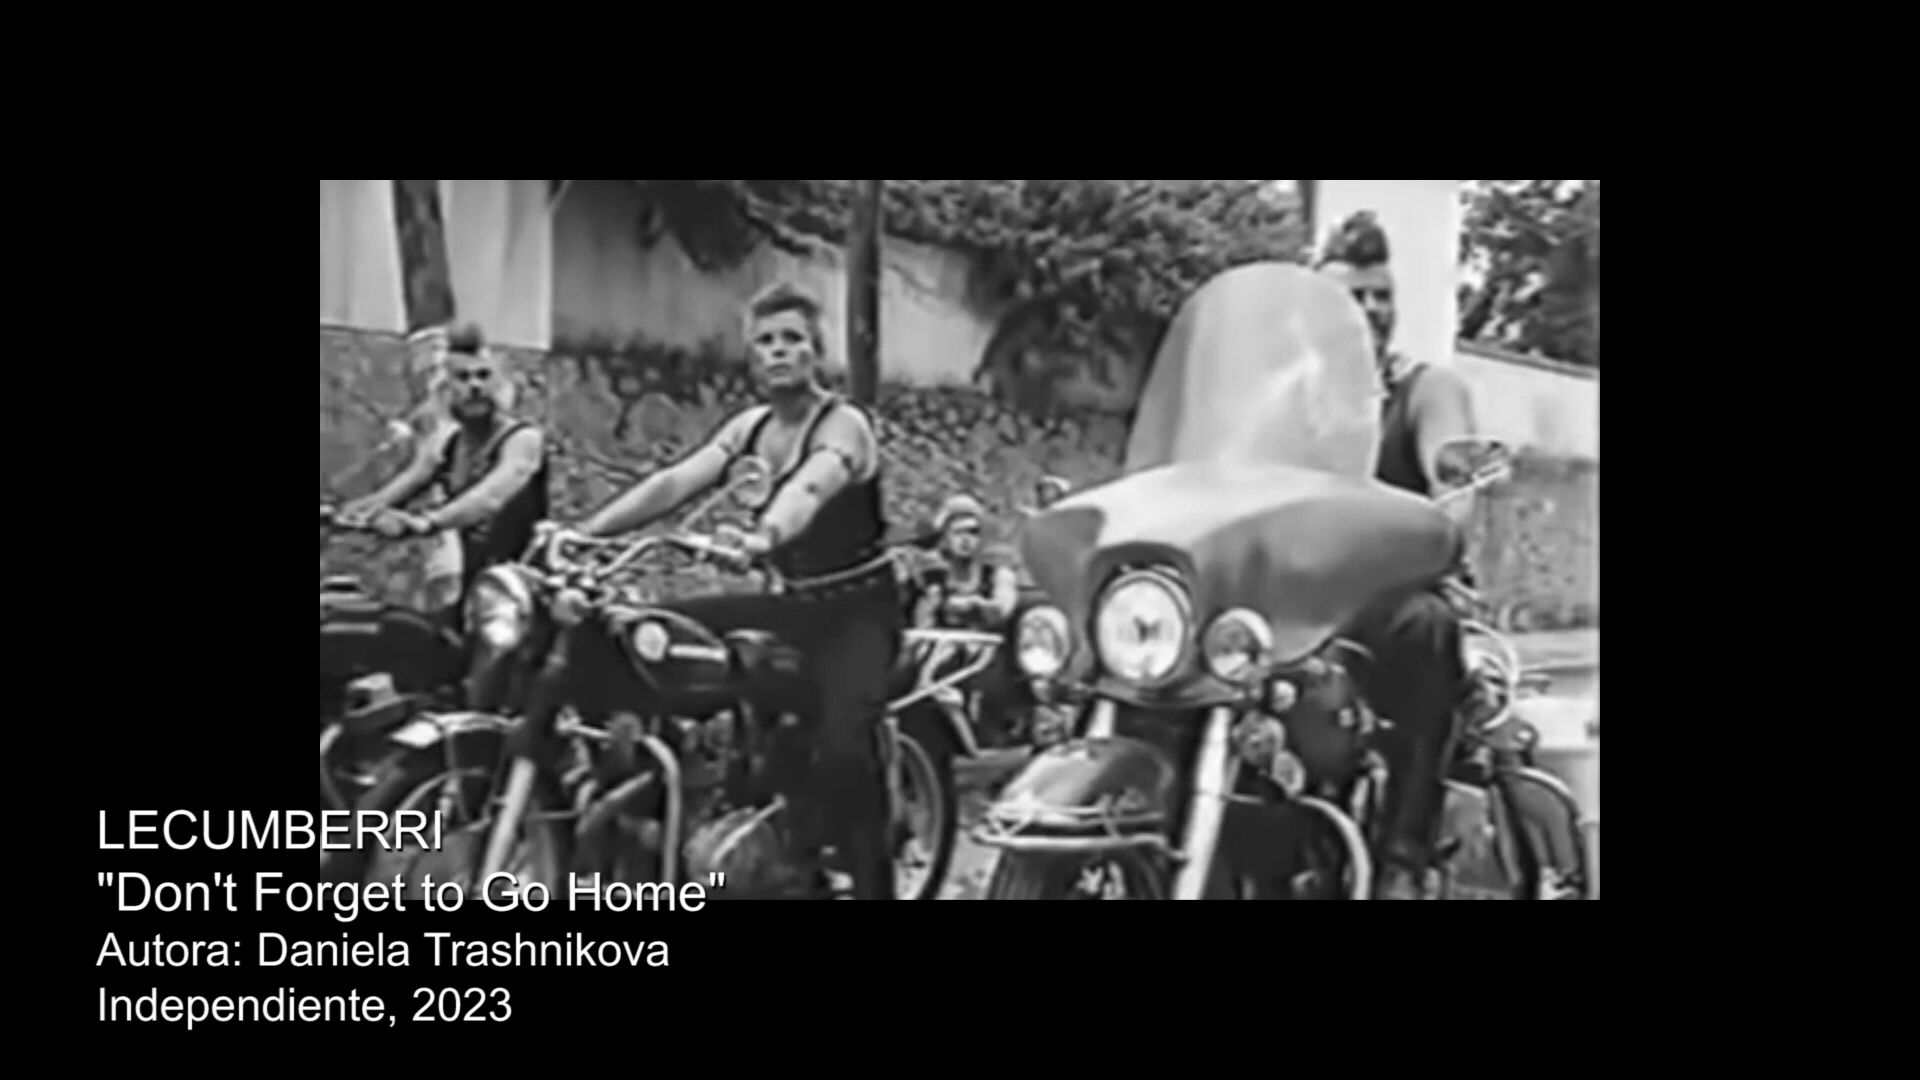 LECUMBERRI
"Don't Forget to Go Home"
Autora: Daniela Trashnikova
Independiente, 2023